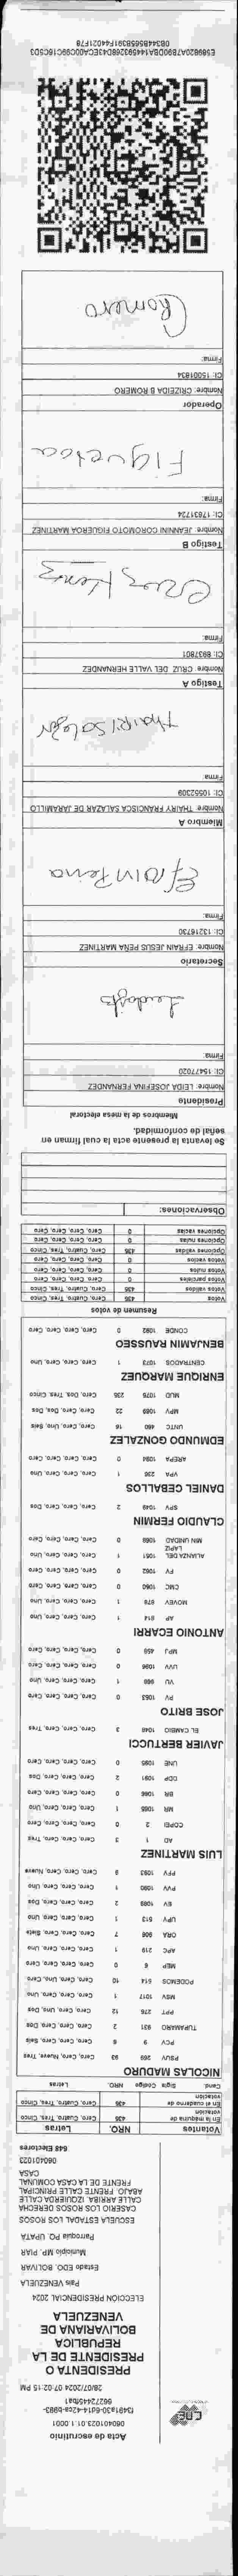 Acta de escrutinio
060401023.01.1.0001
f3491a30-6d14-42ca-b983-
66272445fba1
28/07/2024 07:02:15 PM
PRESIDENTA O
PRESIDENTE DE LA
REPUBLICA
BOLIVARIANA DE
VENEZUELA
ELECCIÓN PRESIDENCIAL 2024
País VENEZUELA
Estado EDO. BOLIVAR
Municipio MP. PIAR
Parroquia PQ. UPATA
ESCUELA ESTADAL LOS ROSOS
CASERIO LOS ROSOS DERECHA
CALLE ARRIBA. IZQUIERDA CALLE
ABAJO. FRENTE CALLE PRINCIPAL
FRENTE DE LA CASA COMUNAL
CASA
060401023
648 Electores
Votantes NRO. Letras
En la máquina de votación 435 Cero, Cuatro, Tres, Cinco
En el cuaderno de votación 435 Cero, Cuatro, Tres, Cinco
Cand. Sigla Código NRO. Letras
NICOLAS MADURO
PSUV 269 93 Cero, Cero, Nueve, Tres
PCV 9 6 Cero, Cero, Cero, Seis
TUPAMARO 931 2 Cero, Cero, Cero, Dos
PPT 276 12 Cero, Cero, Uno, Dos
MSV 1017 1 Cero, Cero, Cero, Uno
PODEMOS 514 10 Cero, Cero, Uno, Cero
MEP 6 0 Cero, Cero, Cero, Cero
APC 219 1 Cero, Cero, Cero, Uno
ORA 906 7 Cero, Cero, Cero, Siete
UPV 513 1 Cero, Cero, Cero, Uno
EV 1089 2 Cero, Cero, Cero, Dos
PVV 1090 1 Cero, Cero, Cero, Uno
PFV 1093 9 Cero, Cero, Cero, Nueve
LUIS MARTINEZ
AD 1 3 Cero, Cero, Cero, Tres
COPEI 2 0 Cero, Cero, Cero, Cero
MR 1065 1 Cero, Cero, Cero, Uno
BR 1066 0 Cero, Cero, Cero, Cero
DDP 1091 2 Cero, Cero, Cero, Dos
UNE 1095 0 Cero, Cero, Cero, Cero
JAVIER BERTUCCI
EL CAMBIO 1048 3 Cero, Cero, Cero, Tres
JOSE BRITO
PV 1053 0 Cero, Cero, Cero, Cero
VU 969 1 Cero, Cero, Cero, Uno
UVV 1096 0 Cero, Cero, Cero, Cero
MPJ 459 0 Cero, Cero, Cero, Cero
ANTONIO ECARRI
AP 914 1 Cero, Cero, Cero, Uno
MOVEV 979 1 Cero, Cero, Cero, Uno
CMC 1060 0 Cero, Cero, Cero, Cero
FV 1062 0 Cero, Cero, Cero, Cero
ALIANZA DEL LAPIZ 1051 1 Cero, Cero, Cero, Uno
MIN UNIDAD 1068 0 Cero, Cero, Cero, Cero
CLAUDIO FERMIN
SPV 1049 2 Cero, Cero, Cero, Dos
DANIEL CEBALLOS
VPA 236 1 Cero, Cero, Cero, Uno
AREPA 1094 0 Cero, Cero, Cero, Cero
EDMUNDO GONZALEZ
UNTC 460 16 Cero, Cero, Uno, Seis
MPV 1069 22 Cero, Cero, Dos, Dos
MUD 1075 235 Cero, Dos, Tres, Cinco
ENRIQUE MARQUEZ
CENTRADOS 1073 1 Cero, Cero, Cero, Uno
BENJAMIN RAUSSEO
CONDE 1092 0 Cero, Cero, Cero, Cero
Resumen de votos
Votos 435 Cero, Cuatro, Tres, Cinco
Votos válidos 435 Cero, Cuatro, Tres, Cinco
Votos parciales 0 Cero, Cero, Cero, Cero
Votos nulos 0 Cero, Cero, Cero, Cero
Votos vacíos 0 Cero, Cero, Cero, Cero
Opciones validas 435 Cero, Cuatro, Tres, Cinco
Opciones nulas 0 Cero, Cero, Cero, Cero
Opciones vacías 0 Cero, Cero, Cero, Cero
Observaciones:
Se levanta la presente acta la cual firman en
señal de conformidad.
Miembros de la mesa electoral
Presidente
Nombre: LEIDA JOSEFINA FERNANDEZ
CI: 15477020
Firma:
Secretario
Nombre: EFRAIN JESUS PEÑA MARTINEZ
CI: 13216730
Firma:
EfraIn Pena
Miembro A
Nombre: THAIRY FRANCISCA SALAZAR DE JARAMILLO
CI: 10552309
Firma:
ThaIRI Salazar
Testigo A
Nombre: CRUZ DEL VALLE HERNANDEZ
CI: 8937801
Firma:
Cruz
Testigo B
Nombre: JEANNINI COROMOTO FIGUEROA MARTINEZ
CI: 17631724
Firma:
Figueroa
Operador
Nombre: CRIZEIDA B ROMERO
CI: 15001834
Firma:
CRomero
E589820A7B90DBA144593268D43ECA00C99C16C5D3
0B344B565B391F44021F78